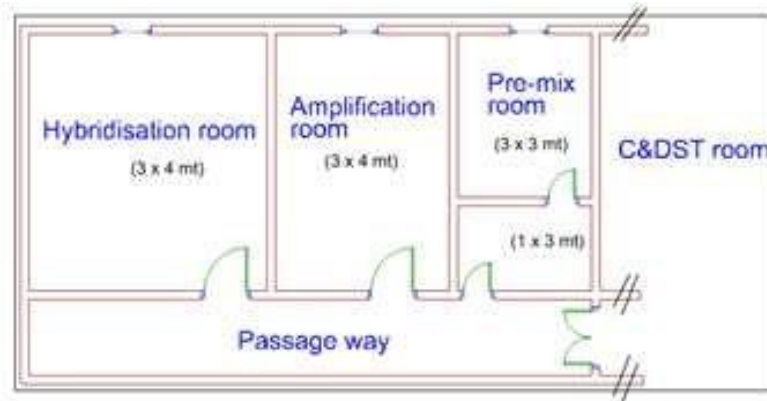 Hybridisation room
(3 x 4 mt)
Amplification
room
(3 x 4 mt)
Pre-mix
room
(3 x 3 mt)
C&DST room
(1 x 3 mt)
Passage way